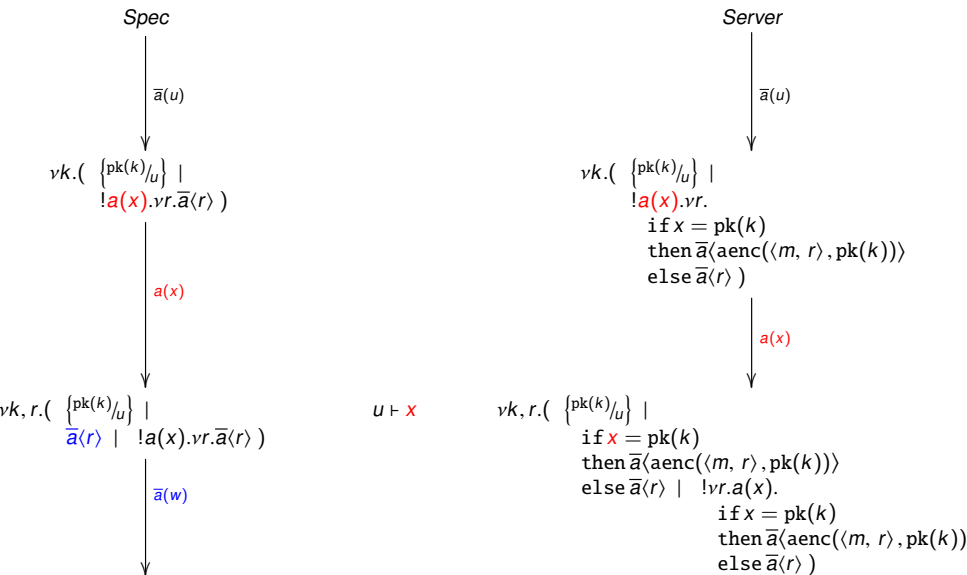 Spec
Server
a̅(u)
a̅(u)
νk.( {pk(k)/u} |
!a(x).νr.a̅⟨r⟩ )
νk.( {pk(k)/u} |
!a(x).νr.
if x = pk(k)
then a̅⟨aenc(⟨m, r⟩, pk(k))⟩
else a̅⟨r⟩ )
a(x)
a(x)
νk, r.( {pk(k)/u} |
a̅⟨r⟩ | !a(x).νr.a̅⟨r⟩ )
u ⊢ x
νk, r.( {pk(k)/u} |
if x = pk(k)
then a̅⟨aenc(⟨m, r⟩, pk(k))⟩
else a̅⟨r⟩ | !νr.a(x).
if x = pk(k)
then a̅⟨aenc(⟨m, r⟩, pk(k))
else a̅⟨r⟩ )
a̅(w)